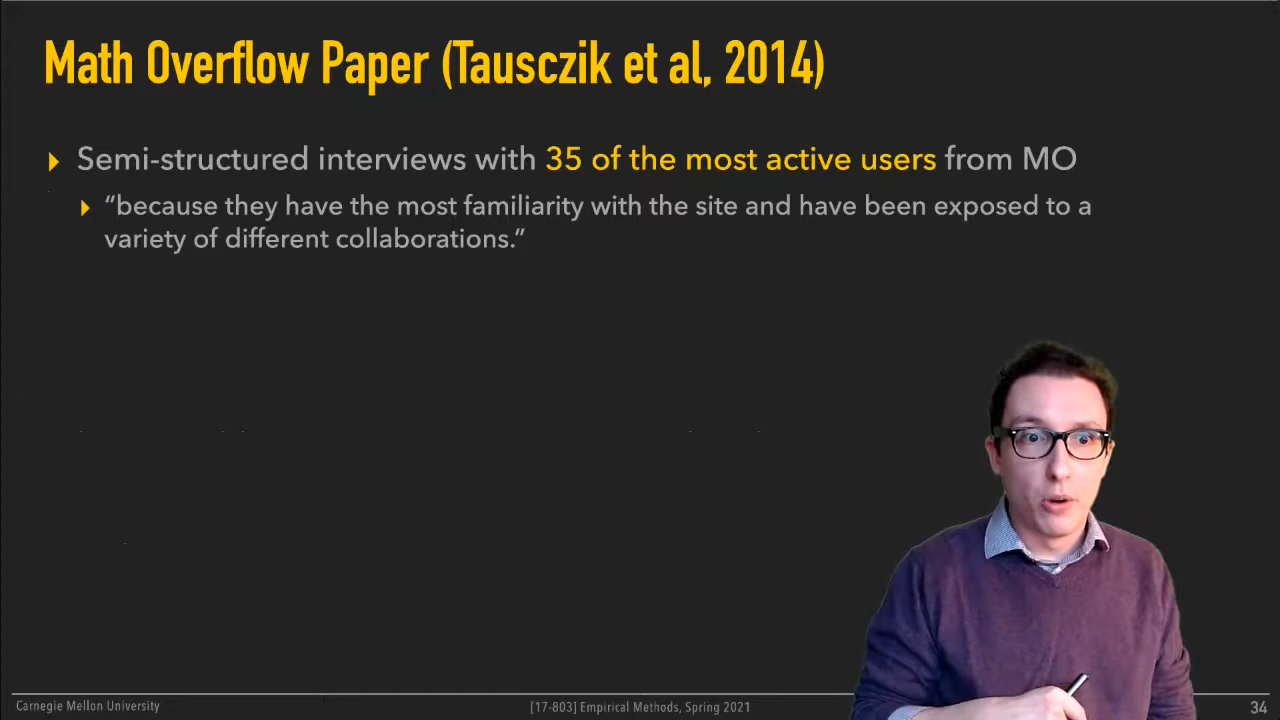 Math Overflow Paper (Tausczik et al, 2014)
Semi-structured interviews with 35 of the most active users from MO
“because they have the most familiarity with the site and have been exposed to a
variety of different collaborations.”
Carnegie Mellon University
[17-803] Empirical Methods, Spring 2021
34